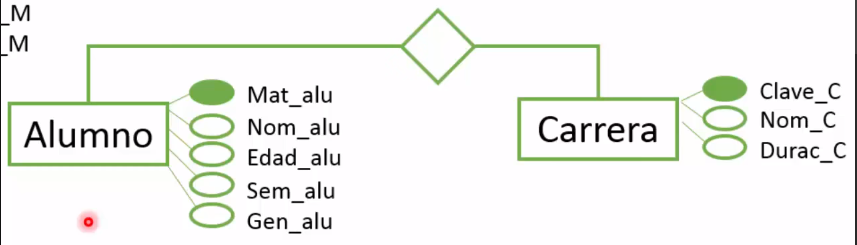 _M
_M
Alumno
Mat_alu
Nom_alu
Edad_alu
Sem_alu
Gen_alu
Carrera
Clave_C
Nom_C
Durac_C